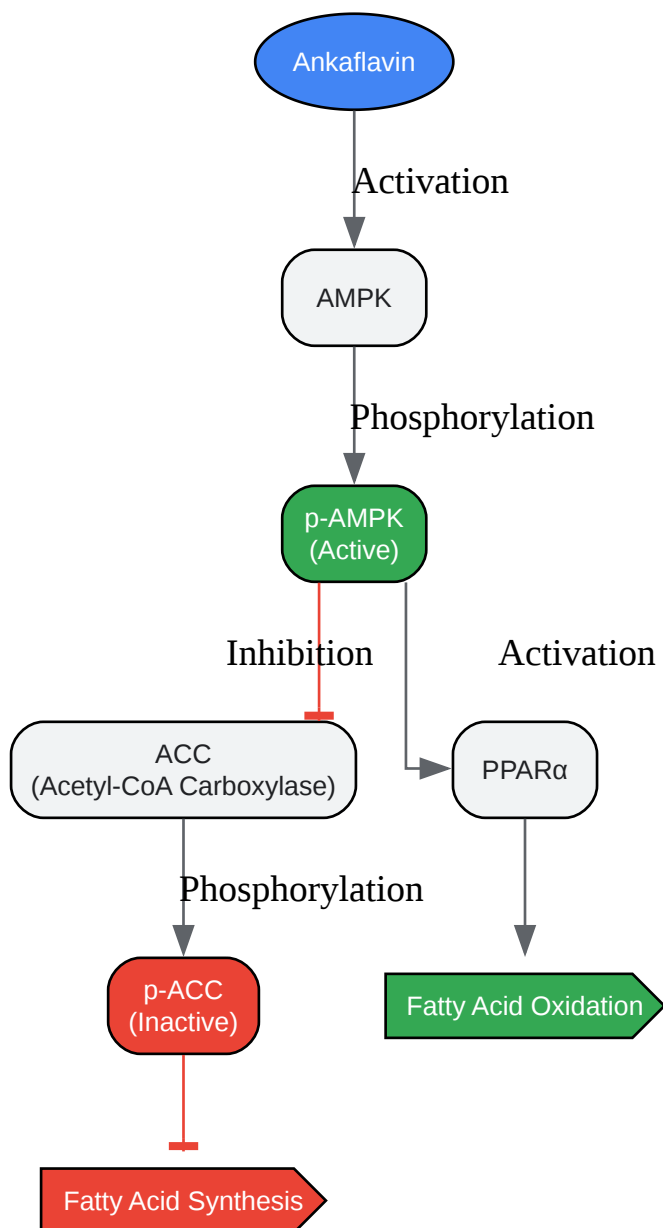 Ankaflavin
Activation
AMPK
Phosphorylation
p-AMPK
(Active)
Inhibition
Activation
ACC
(Acetyl-CoA Carboxylase)
PPARα
Phosphorylation
p-ACC
(Inactive)
Fatty Acid Oxidation
Fatty Acid Synthesis